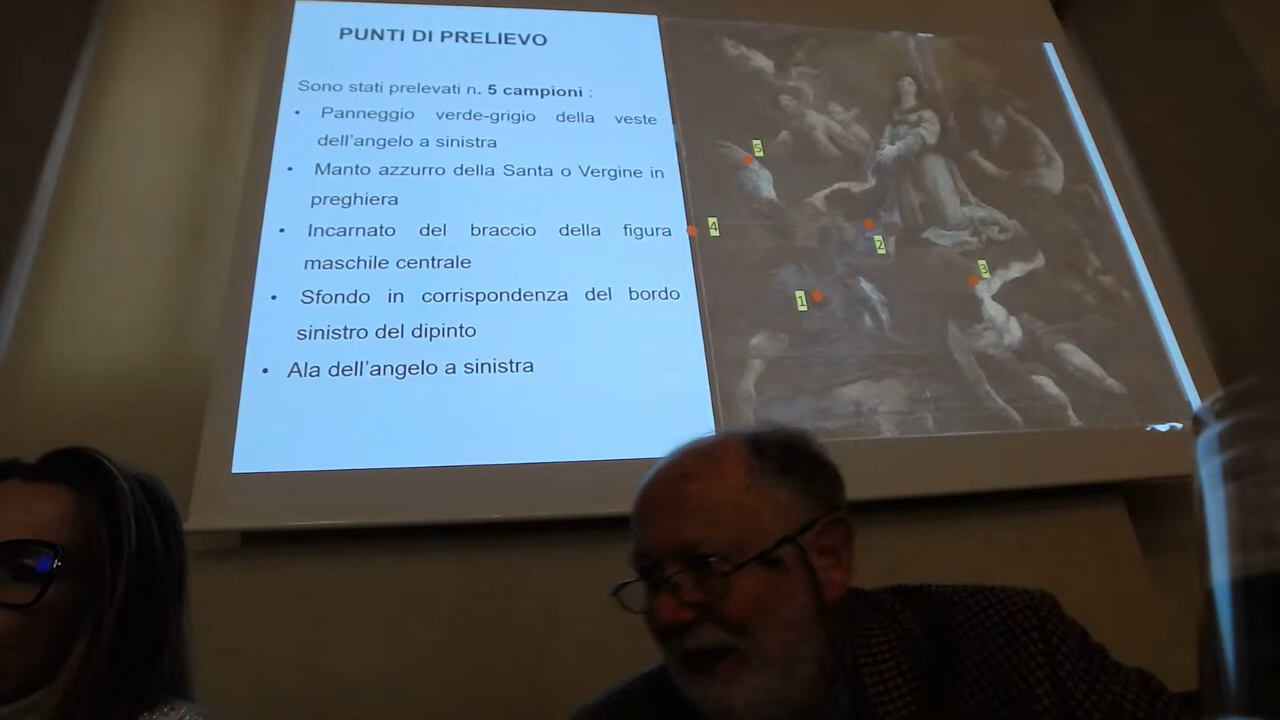 PUNTI DI PRELIEVO
Sono stati prelevati n. 5 campioni :
• Panneggio verde-grigio della veste
dell'angelo a sinistra
• Manto azzurro della Santa o Vergine in
preghiera
• Incarnato del braccio della figura
maschile centrale
• Sfondo in corrispondenza del bordo
sinistro del dipinto
• Ala dell'angelo a sinistra
5
4
2
3
1